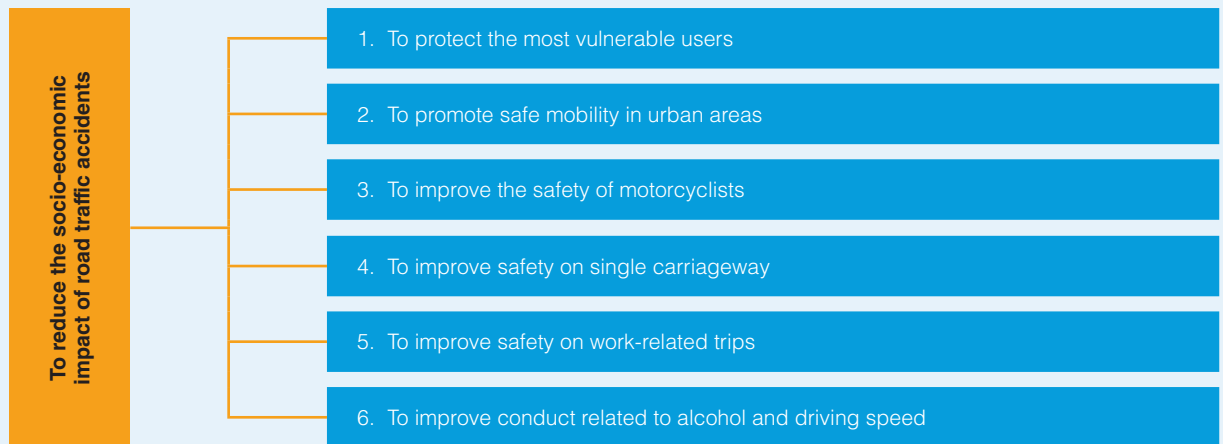 To reduce the socio-economic
impact of road traffic accidents
1. To protect the most vulnerable users
2. To promote safe mobility in urban areas
3. To improve the safety of motorcyclists
4. To improve safety on single carriageway
5. To improve safety on work-related trips
6. To improve conduct related to alcohol and driving speed